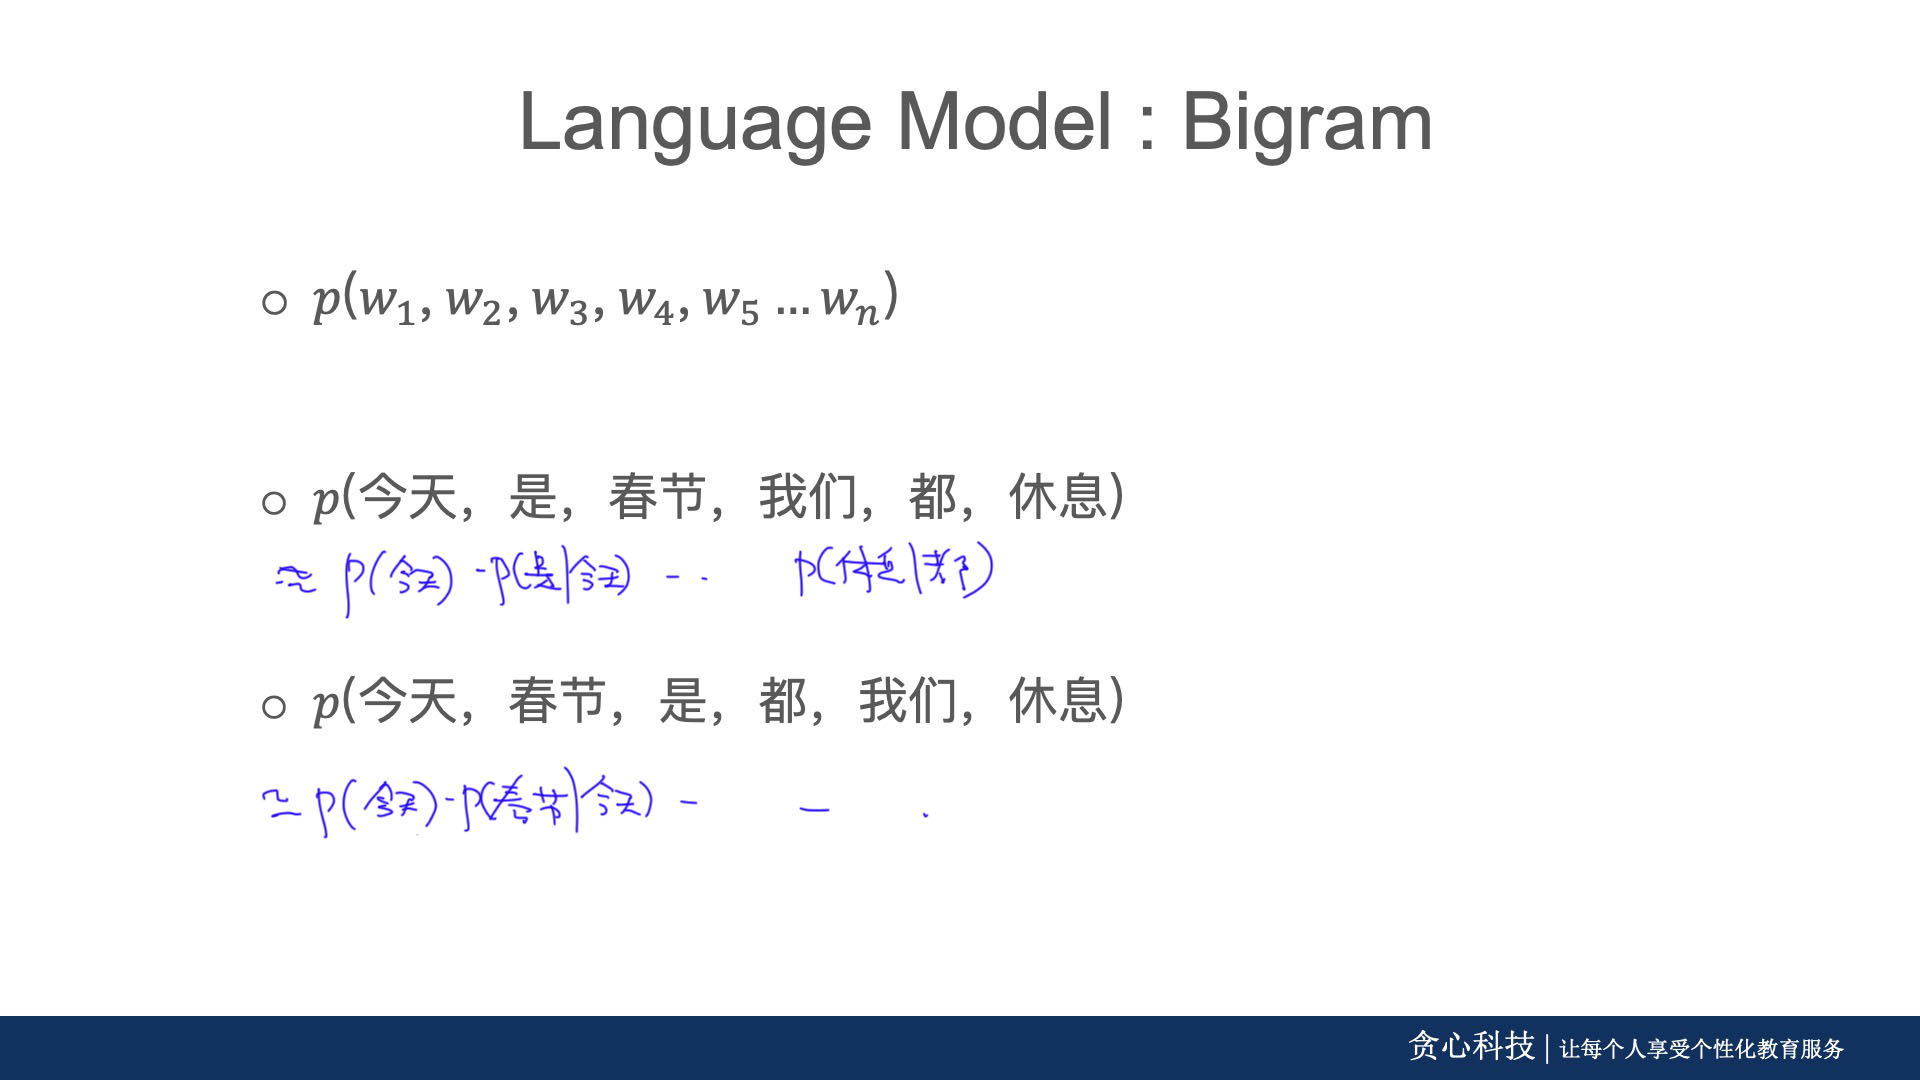 Language Model : Bigram
○ p(w₁, w₂, w₃, w₄, w₅ … wₙ)
○ p(今天，是，春节，我们，都，休息)
≈ p(今天) · p(是|今天) - · p(休息|都)
○ p(今天，春节，是，都，我们，休息)
≃ p(今天) · p(春节|今天) - - ·
贪心科技 | 让每个人享受个性化教育服务